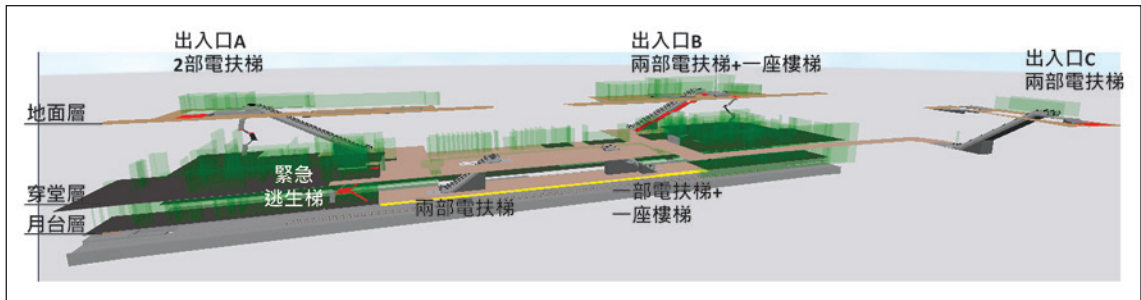 出入口A
2部電扶梯
出入口B
兩部電扶梯+一座樓梯
出入口C
兩部電扶梯
地面層
緊急
逃生梯
穿堂層
兩部電扶梯
一部電扶梯+
一座樓梯
月台層